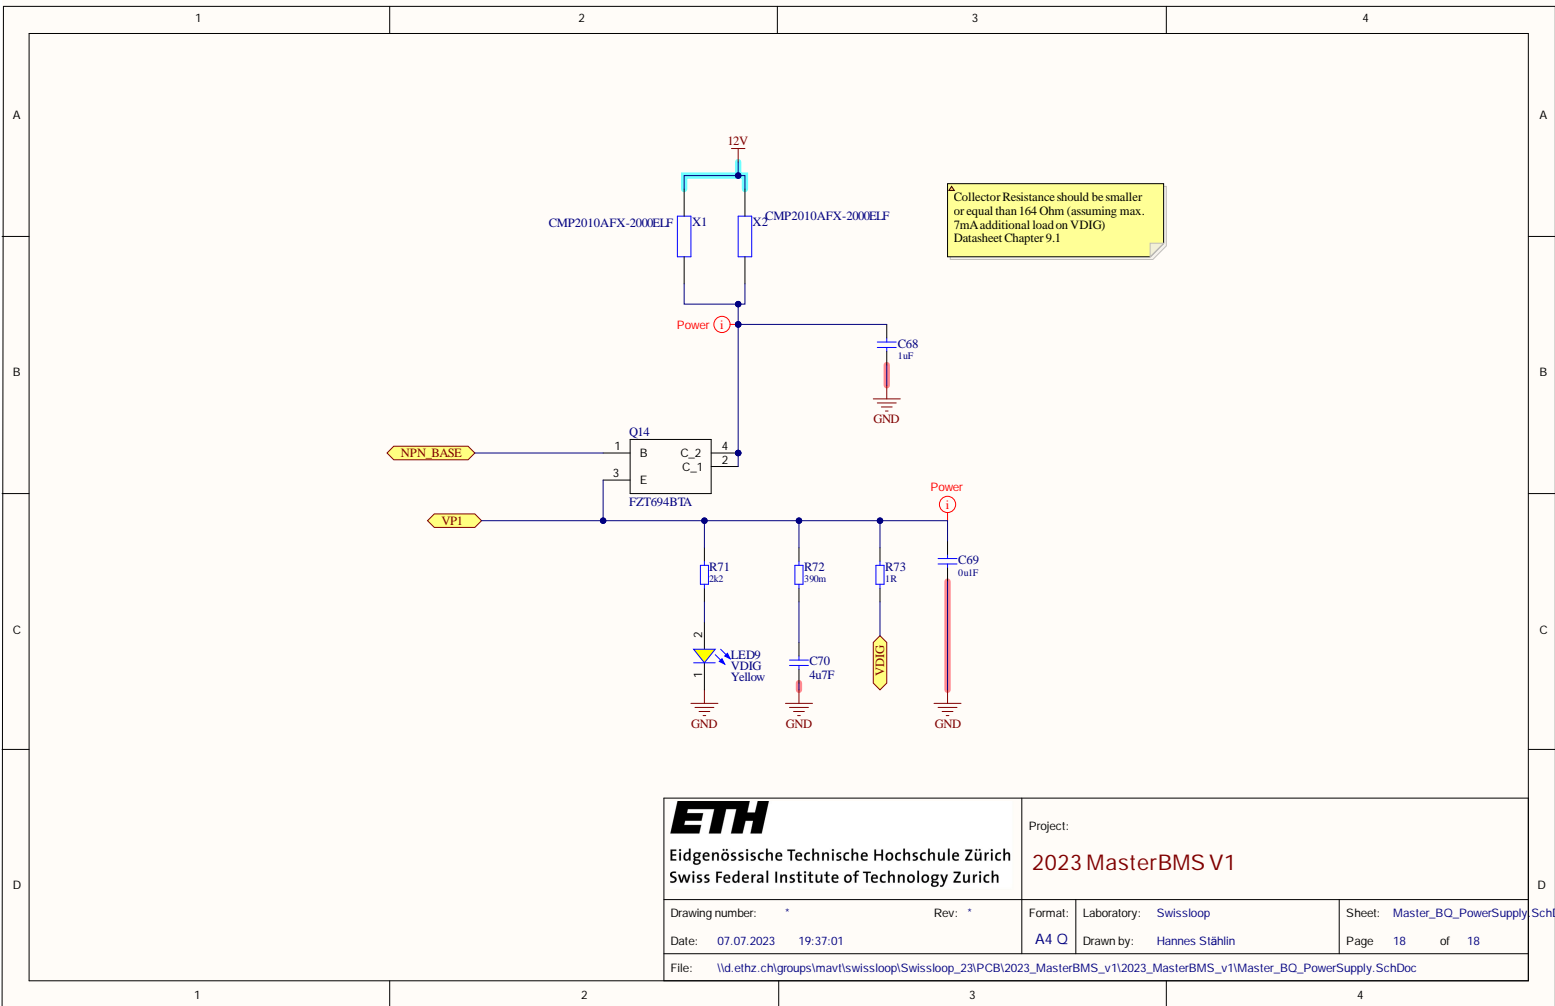 1 2 3 4
A A
12V
CMP2010AFX-2000ELF X1 X2 CMP2010AFX-2000ELF
Collector Resistance should be smaller
or equal than 164 Ohm (assuming max.
7mA additional load on VDIG)
Datasheet Chapter 9.1
Power i
C68
1uF
B B
GND
Q14
NPN_BASE 1 B C_2 4
C_1 2
3 E
FZT694BTA
Power
i
VP1
R71
2k2
R72
390m
R73
1R
C69
0u1F
C C
2
LED9
VDIG
Yellow
1
C70
4u7F
VDIG
GND GND GND
ETH
Eidgenössische Technische Hochschule Zürich
Swiss Federal Institute of Technology Zurich
Project:
2023 MasterBMS V1
D D
Drawing number: * Rev: *
Date: 07.07.2023 19:37:01
Format:
A4 Q
Laboratory: Swissloop
Drawn by: Hannes Stählin
Sheet: Master_BQ_PowerSupply.SchD
Page 18 of 18
File: \\d.ethz.ch\groups\mavt\swissloop\Swissloop_23\PCB\2023_MasterBMS_v1\2023_MasterBMS_v1\Master_BQ_PowerSupply.SchDoc
1 2 3 4